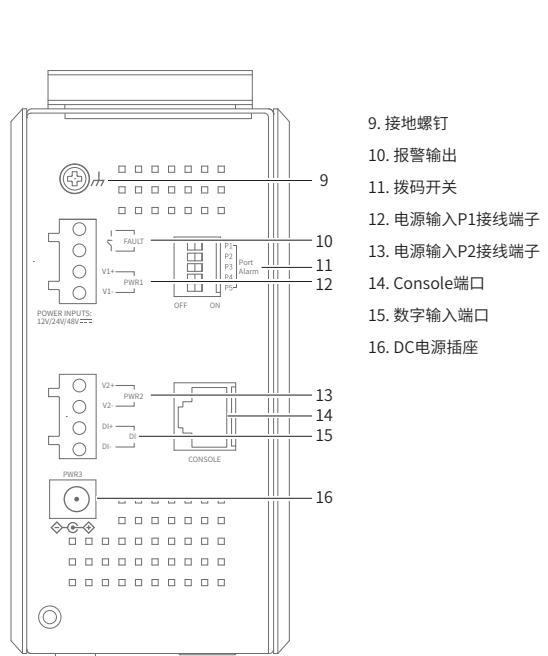 9. 接地螺钉
10. 报警输出
11. 拨码开关
12. 电源输入P1接线端子
13. 电源输入P2接线端子
14. Console端口
15. 数字输入端口
16. DC电源插座
9
FAULT
10
P1
P2
P3
P4
P5
Port
Alarm
11
V1+
V1-
PWR1
12
OFF
ON
POWER INPUTS:
12V/24V/48V
V2+
V2-
PWR2
13
14
DI+
DI-
DI
15
CONSOLE
PWR3
16